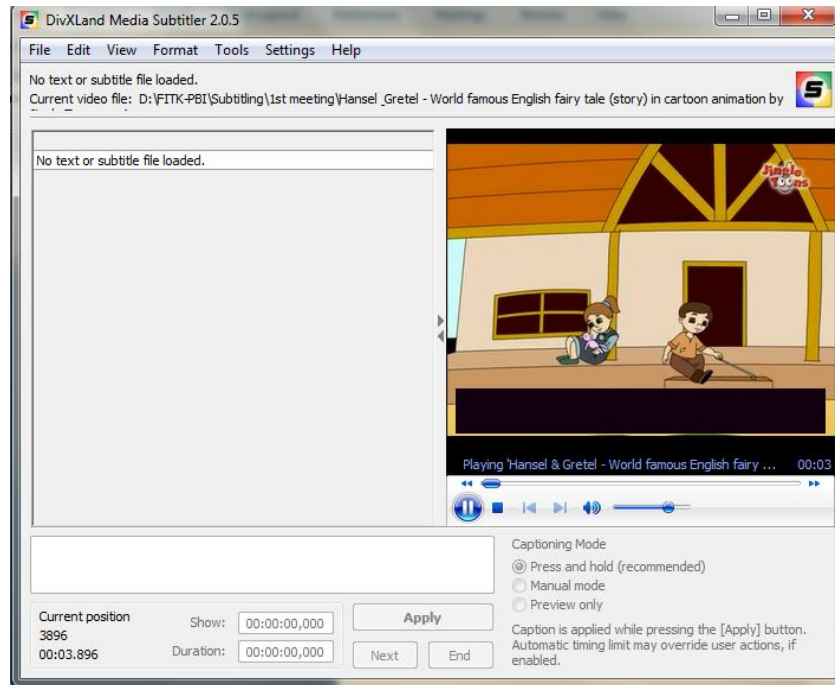 DivXLand Media Subtitler 2.0.5
File Edit View Format Tools Settings Help
No text or subtitle file loaded.
Current video file: D:\FITK-PBI\Subtitling\1st meeting\Hansel _Gretel - World famous English fairy tale (story) in cartoon animation by
S
No text or subtitle file loaded.
Jingle
Toons
Playing 'Hansel & Gretel - World famous English fairy ... 00:03
Captioning Mode
Press and hold (recommended)
Manual mode
Preview only
Current position
3896
00:03.896
Show: 00:00:00,000
Duration: 00:00:00,000
Apply
Next End
Caption is applied while pressing the [Apply] button.
Automatic timing limit may override user actions, if
enabled.